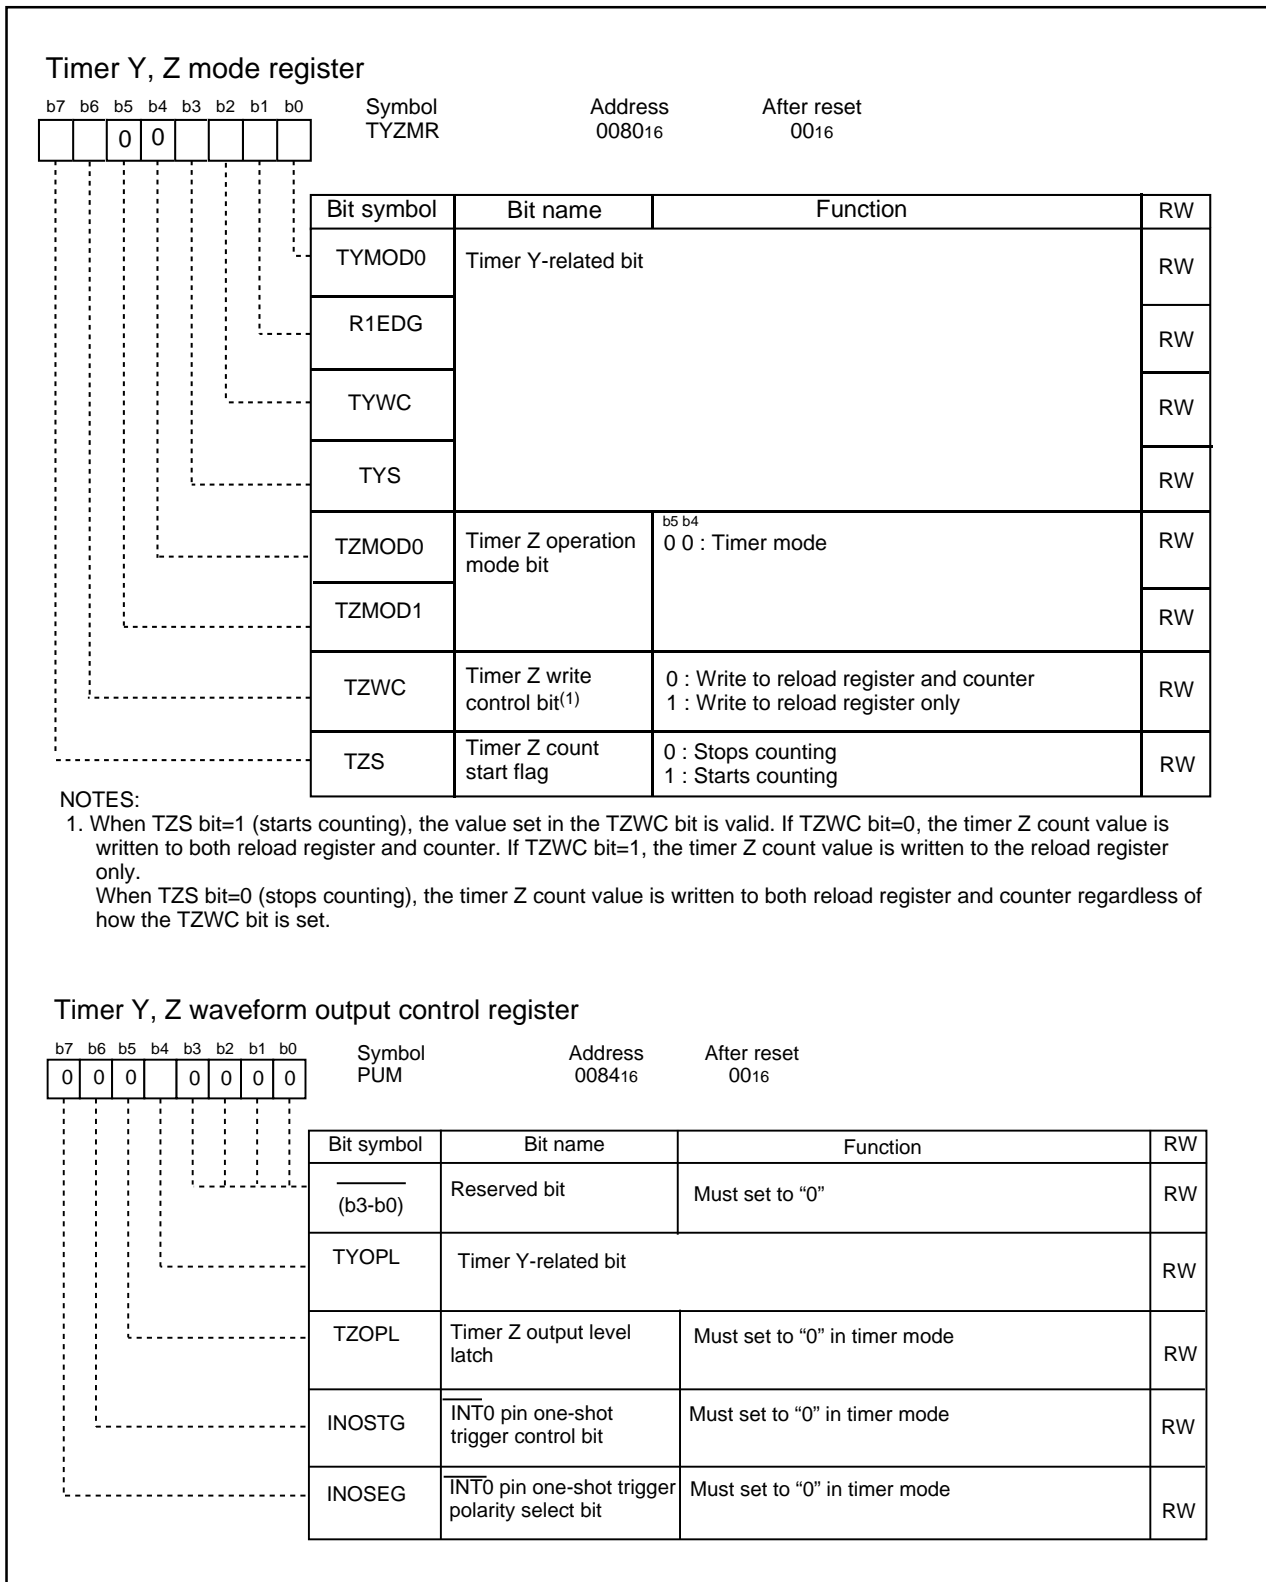 Timer Y, Z mode register
b7 b6 b5 b4 b3 b2 b1 b0
Symbol Address After reset
0 0
TYZMR 008016 0016
Bit symbol Bit name Function RW
TYMOD0 Timer Y-related bit RW
R1EDG RW
TYWC RW
TYS RW
b5 b4
TZMOD0 Timer Z operation 0 0 : Timer mode RW
mode bit
TZMOD1 RW
Timer Z write 0 : Write to reload register and counter
TZWC control bit(1) 1 : Write to reload register only RW
Timer Z count 0 : Stops counting
TZS start flag 1 : Starts counting RW
NOTES:
1. When TZS bit=1 (starts counting), the value set in the TZWC bit is valid. If TZWC bit=0, the timer Z count value is
written to both reload register and counter. If TZWC bit=1, the timer Z count value is written to the reload register
only.
When TZS bit=0 (stops counting), the timer Z count value is written to both reload register and counter regardless of
how the TZWC bit is set.
Timer Y, Z waveform output control register
b7 b6 b5 b4 b3 b2 b1 b0
Symbol Address After reset
0 0 0 0 0 0 0
PUM 008416 0016
Bit symbol Bit name Function RW
(b3-b0) Reserved bit Must set to “0” RW
TYOPL Timer Y-related bit RW
TZOPL Timer Z output level Must set to “0” in timer mode RW
latch
INOSTG INT0 pin one-shot Must set to “0” in timer mode RW
trigger control bit
INOSEG INT0 pin one-shot trigger Must set to “0” in timer mode RW
polarity select bit